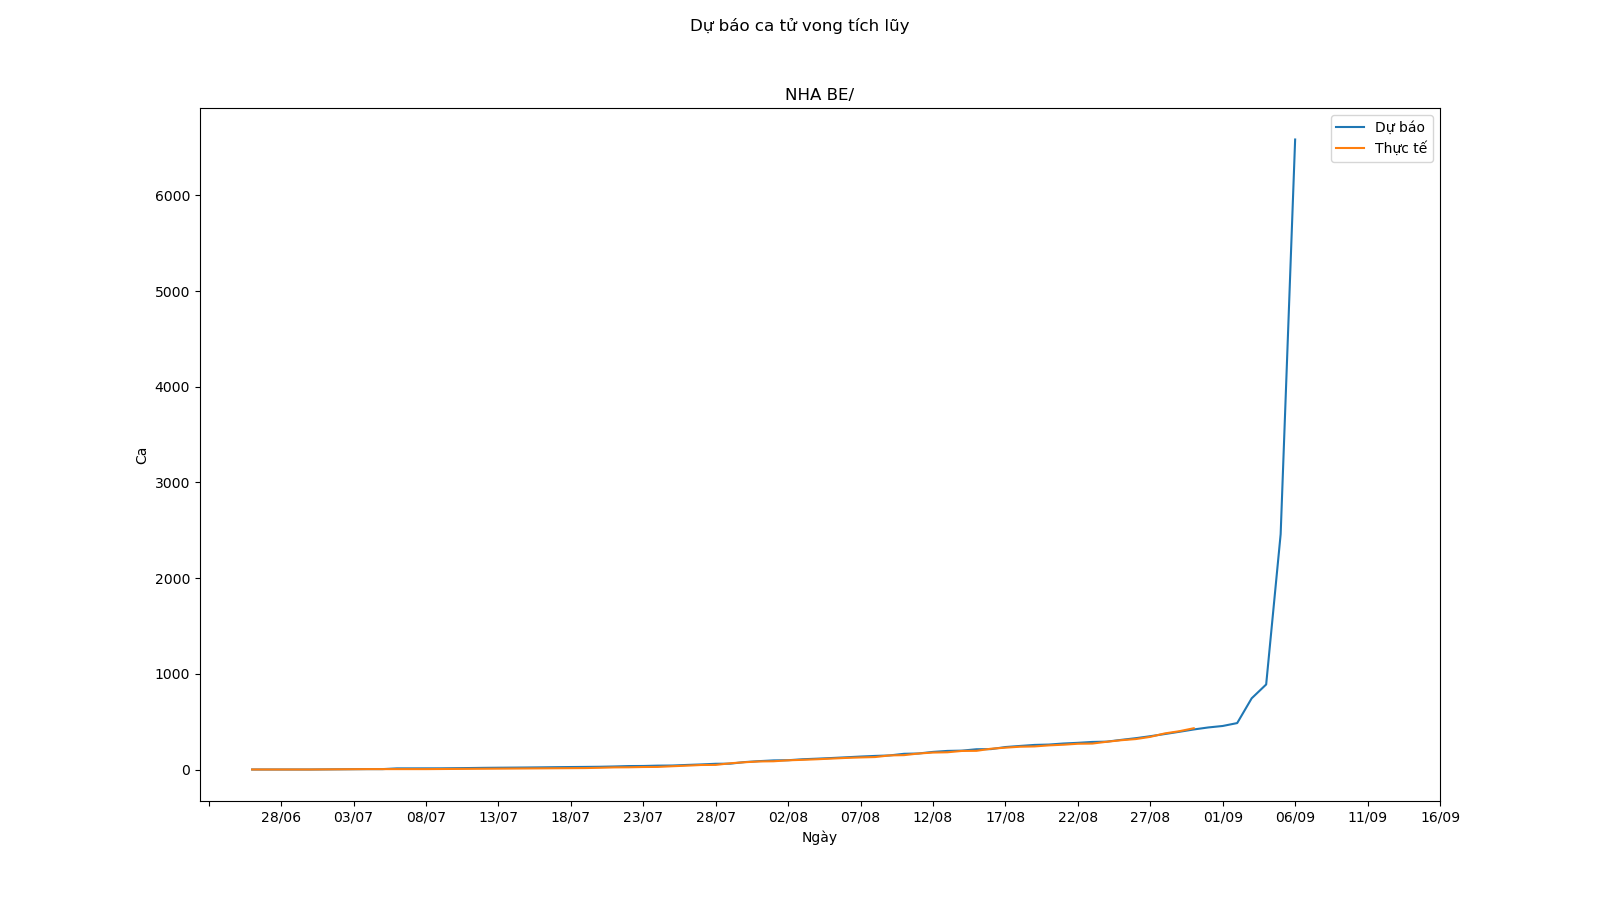 Dự báo ca tử vong tích lũy
NHA BE/
Dự báo
Thực tế
6000
5000
4000
3000
2000
1000
0
Ca
28/06 03/07 08/07 13/07 18/07 23/07 28/07 02/08 07/08 12/08 17/08 22/08 27/08 01/09 06/09 11/09 16/09
Ngày